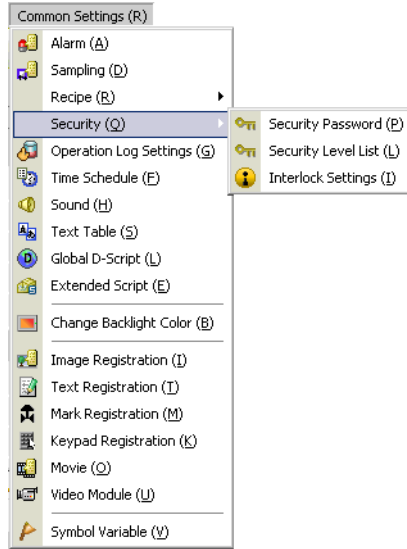 Common Settings (R)
Alarm (A)
Sampling (D)
Recipe (R)
Security (Q)
Security Password (P)
Security Level List (L)
Interlock Settings (I)
Operation Log Settings (G)
Time Schedule (F)
Sound (H)
Text Table (S)
Global D-Script (L)
Extended Script (E)
Change Backlight Color (B)
Image Registration (I)
Text Registration (T)
Mark Registration (M)
Keypad Registration (K)
Movie (O)
Video Module (U)
Symbol Variable (V)